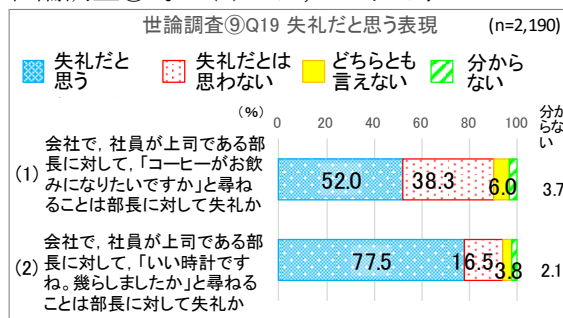 世論調査⑨Q19 失礼だと思う表現 (n=2,190)
失礼だと思う
失礼だとは思わない
どちらとも言えない
分からない
(%) 0 20 40 60 80 100 分からない
(1) 会社で，社員が上司である部
長に対して，「コーヒーがお飲
みになりたいですか」と尋ね
ることは部長に対して失礼か
52.0 38.3 6.0 3.7
(2) 会社で，社員が上司である部
長に対して，「いい時計です
ね。幾らしましたか」と尋ねる
ことは部長に対して失礼か
77.5 16.5 3.8 2.1